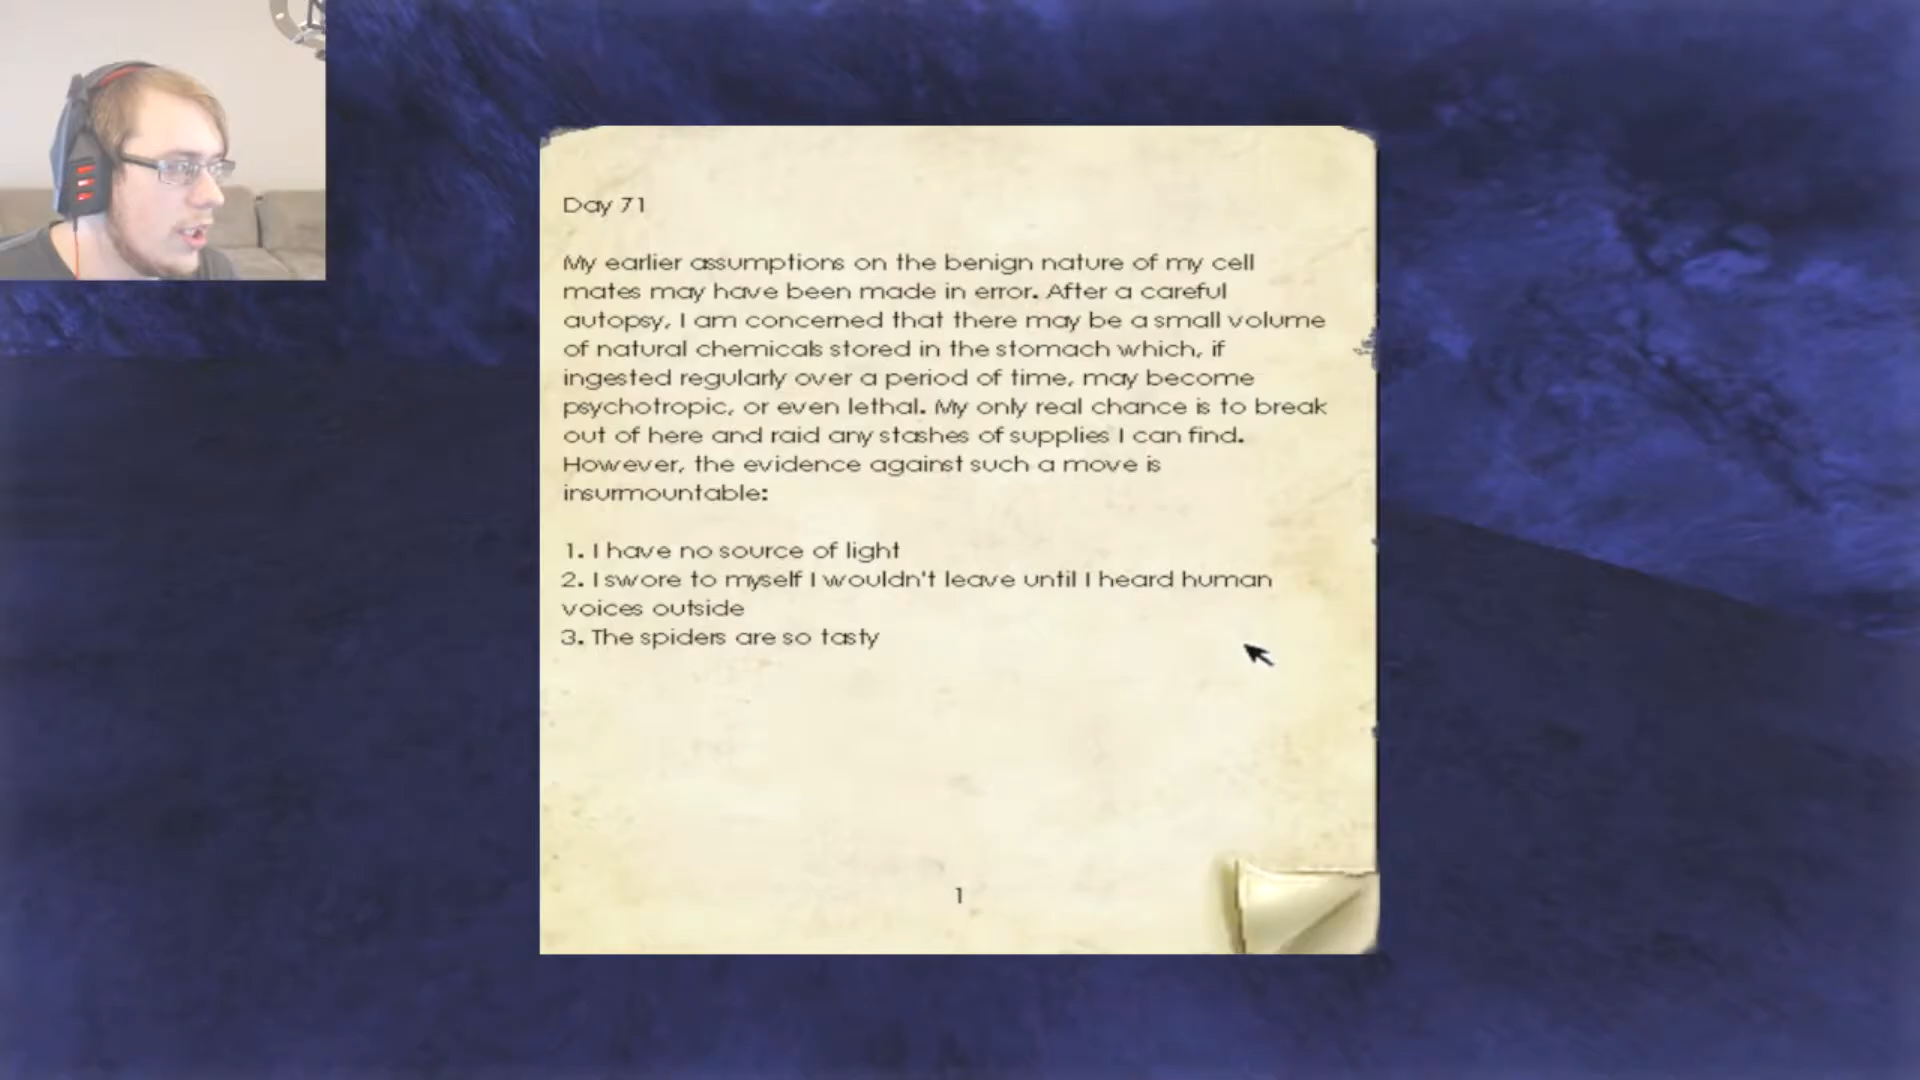 Day 71
My earlier assumptions on the benign nature of my cell
mates may have been made in error. After a careful
autopsy, I am concerned that there may be a small volume
of natural chemicals stored in the stomach which, if
ingested regularly over a period of time, may become
psychotropic, or even lethal. My only real chance is to break
out of here and raid any stashes of supplies I can find.
However, the evidence against such a move is
insurmountable:
1. I have no source of light
2. I swore to myself I wouldn't leave until I heard human
voices outside
3. The spiders are so tasty
1